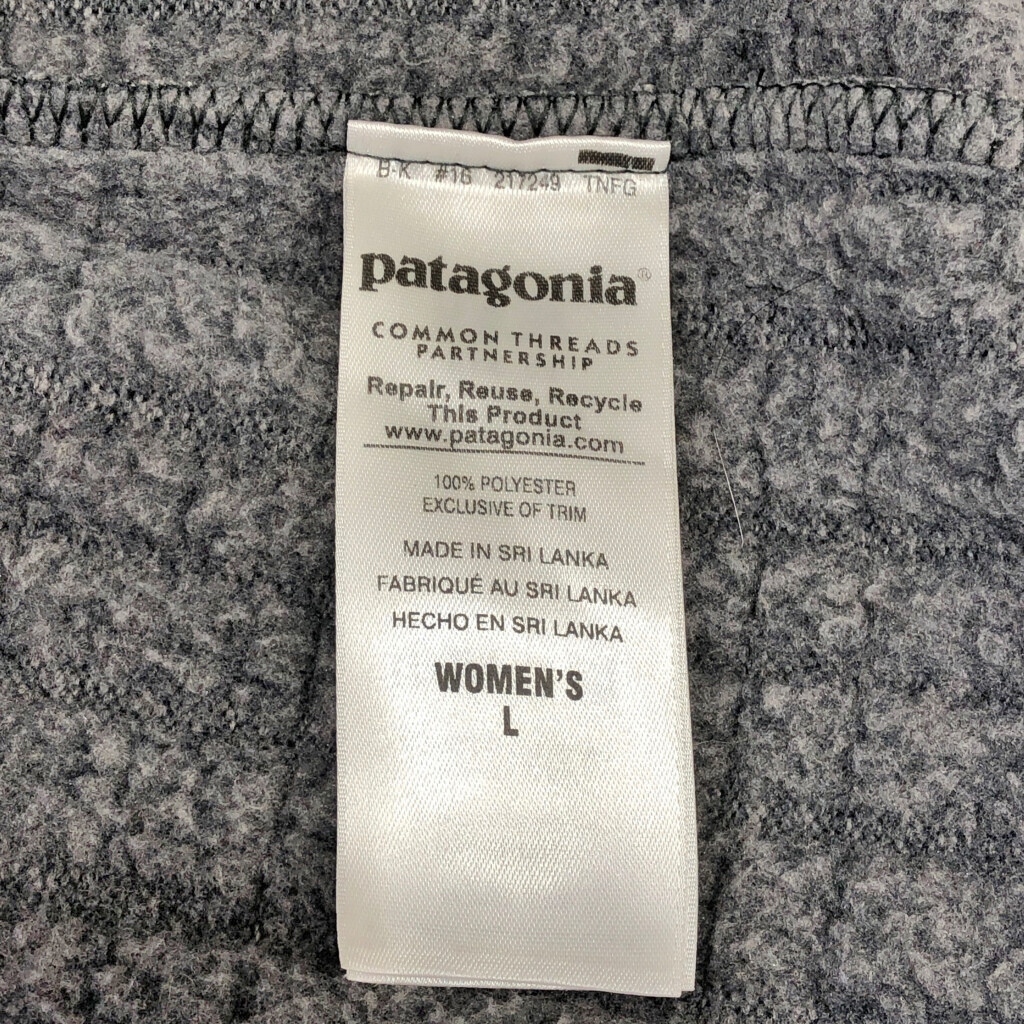 B-K #16 217249 TNFG
patagonia®
COMMON THREADS
PARTNERSHIP
Repair, Reuse, Recycle
This Product
www.patagonia.com
100% POLYESTER
EXCLUSIVE OF TRIM
MADE IN SRI LANKA
FABRIQUÉ AU SRI LANKA
HECHO EN SRI LANKA
WOMEN'S
L